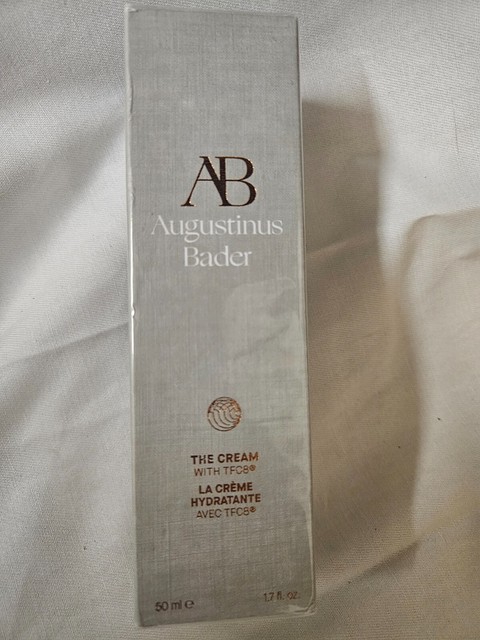 AB
Augustinus
Bader
THE CREAM
WITH TFC8®
LA CRÈME
HYDRATANTE
AVEC TFC8®
50 ml ℮ 1.7 fl. oz.